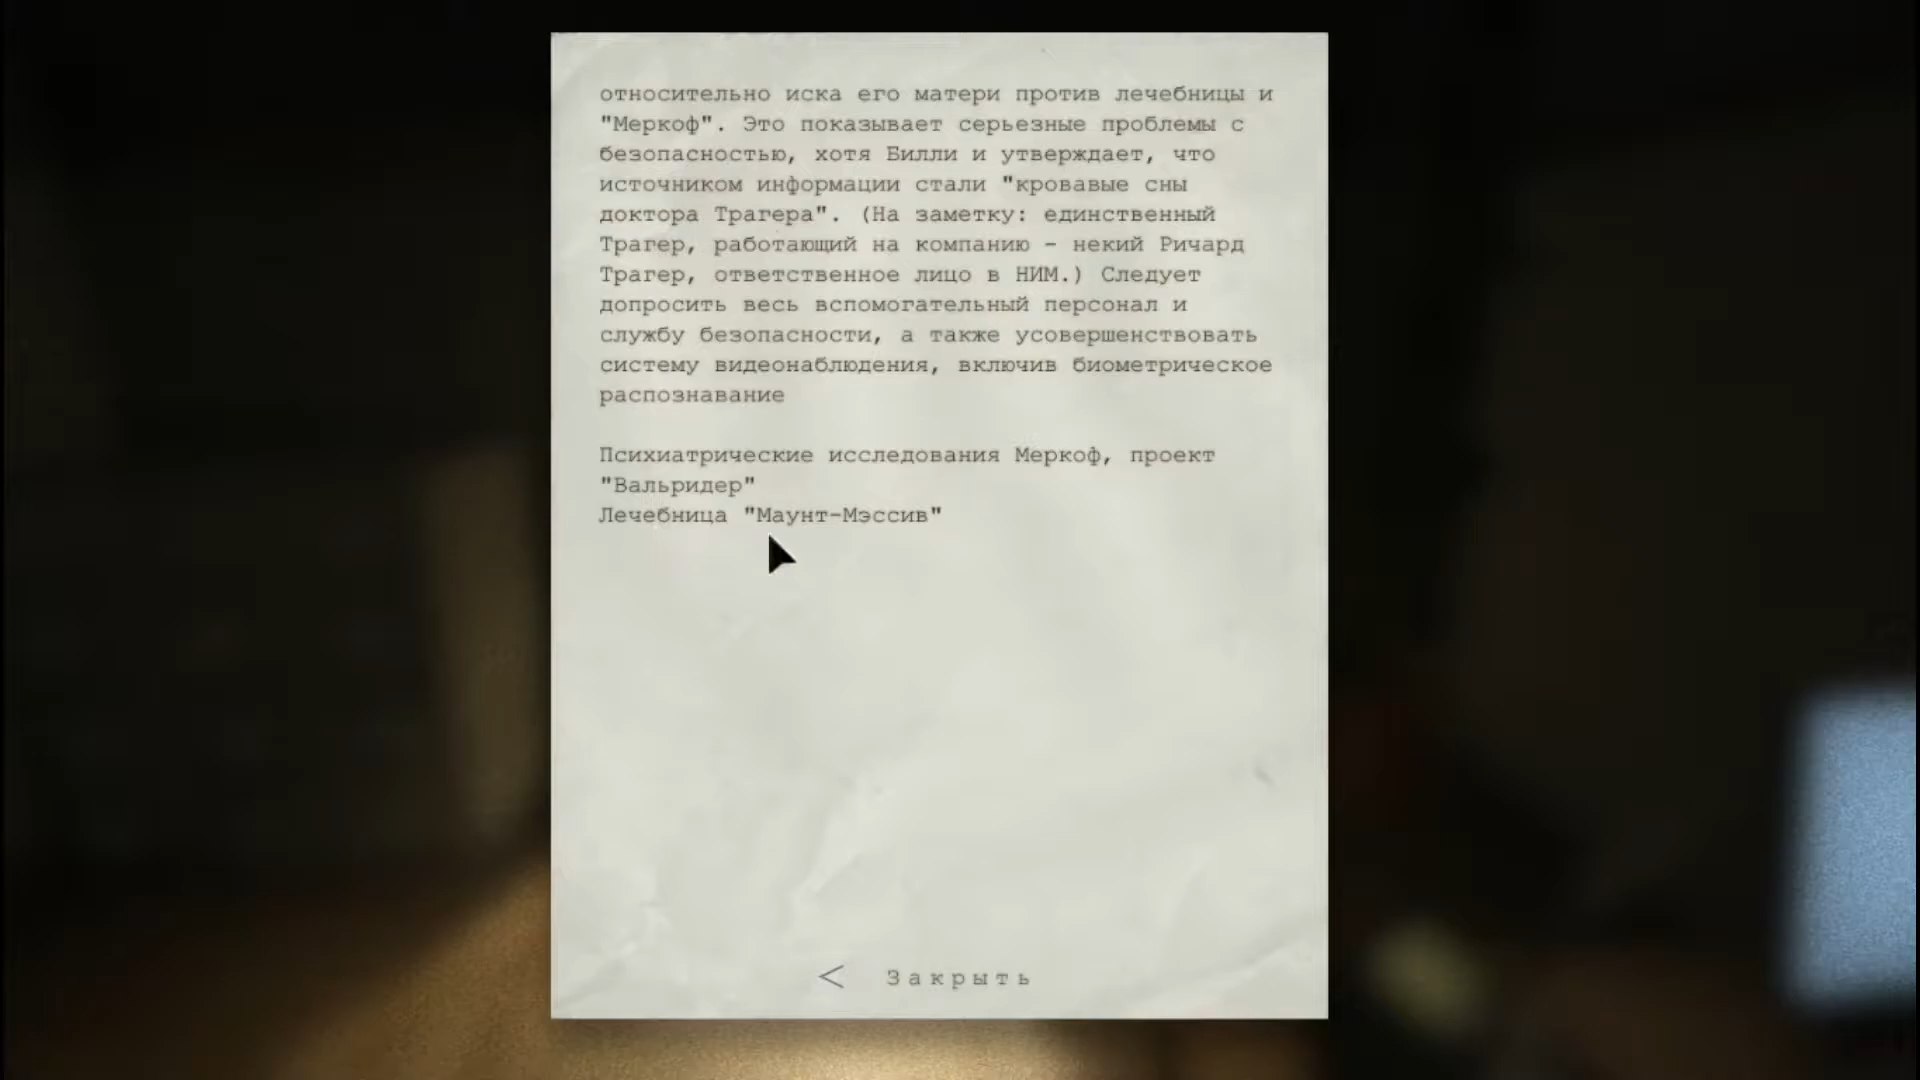 относительно иска его матери против лечебницы и
"Меркоф". Это показывает серьезные проблемы с
безопасностью, хотя Билли и утверждает, что
источником информации стали "кровавые сны
доктора Трагера". (На заметку: единственный
Трагер, работающий на компанию – некий Ричард
Трагер, ответственное лицо в НИМ.) Следует
допросить весь вспомогательный персонал и
службу безопасности, а также усовершенствовать
систему видеонаблюдения, включив биометрическое
распознавание
Психиатрические исследования Меркоф, проект
"Вальридер"
Лечебница "Маунт-Мэссив"
< Закрыть